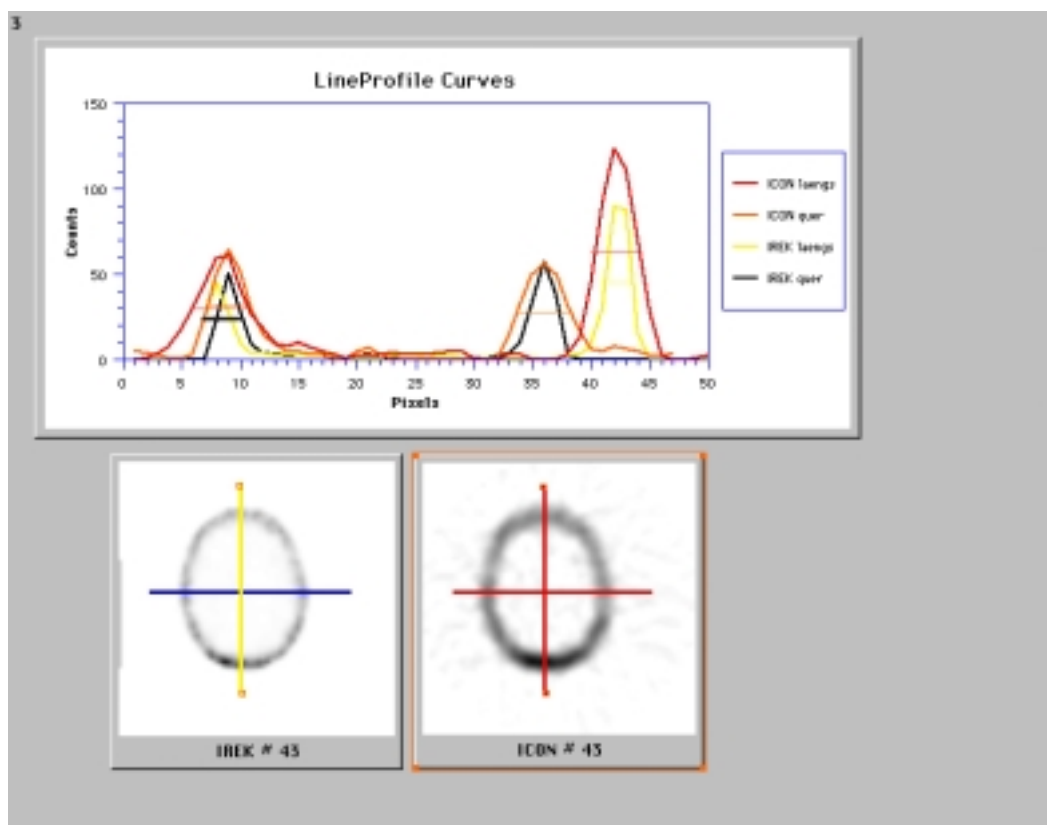 3
LineProfile Curves
150
100
50
0
Counts
0 5 10 15 20 25 30 35 40 45 50
Pixels
ICON laengs
ICON quer
IREK laengs
IREK quer
IREK # 43
ICON # 43